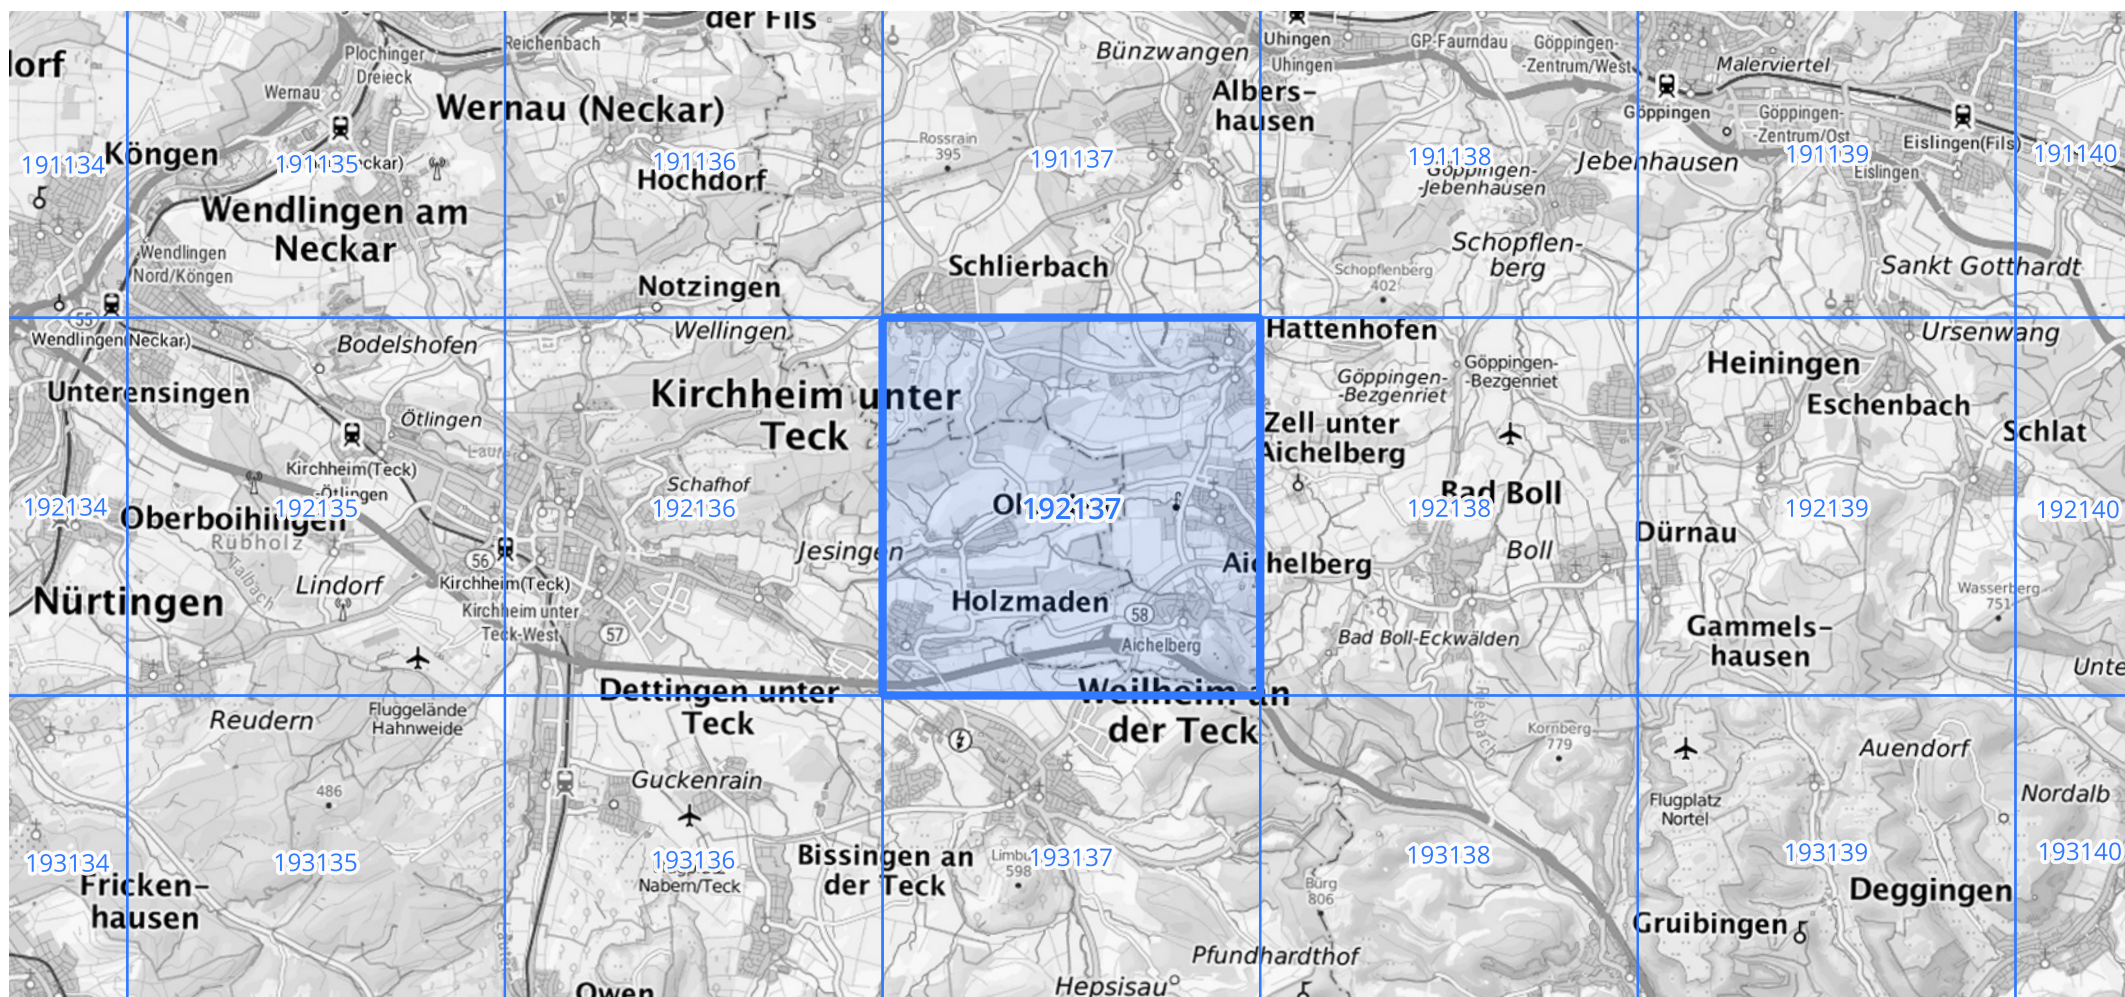 der Fils
Reichenbach
Plochinger
Dreieck
Bünzwangen
Uhingen
Uhingen
GP-Faurndau
Göppingen-
-Zentrum/West
Malerviertel
Wernau
Wernau (Neckar)
Albers-
hausen
Göppingen
Göppingen-
-Zentrum/Ost
Eislingen(Fils)
Eislingen
Köngen
191134
191135
191136
191137
191138
191139
191140
Hochdorf
Rossrain
395
Göppingen-
-Jebenhausen
Jebenhausen
Wendlingen am
Neckar
Wendlingen
Nord/Köngen
Schlierbach
Notzingen
Schopflen-
berg
Schopflenberg
402
Sankt Gotthardt
55
Wendlingen(Neckar)
Bodelshofen
Wellingen
Hattenhofen
Ursenwang
Unterensingen
Kirchheim unter
Teck
Göppingen-
-Bezgenriet
Göppingen-
-Bezgenriet
Heiningen
Eschenbach
Ötlingen
Zell unter
Aichelberg
Schlat
Kirchheim(Teck)
-Ötlingen
Schafhof
Bad Boll
192134
192135
192136
192137
192138
192139
192140
Oberboihingen
Rübholz
Talbach
Jesingen
Aichelberg
Boll
Dürnau
56
Kirchheim(Teck)
Lindorf
Nürtingen
Kirchheim unter
Teck-West
57
Holzmaden
58
Aichelberg
Bad Boll-Eckwälden
Wasserberg
751
Gammels-
hausen
Dettingen unter
Teck
Weilheim an
der Teck
Reudern
Fluggelände
Hahnweide
Kornberg
779
Auendorf
Guckenrain
486
Flugplatz
Nortel
Nordalb
193134
193135
193136
193137
193138
193139
193140
Nabern/Teck
Bissingen an
der Teck
598
Fricken-
hausen
Burg
806
Deggingen
Gruibingen
Pfundhardthof
Hepsisau
Owen